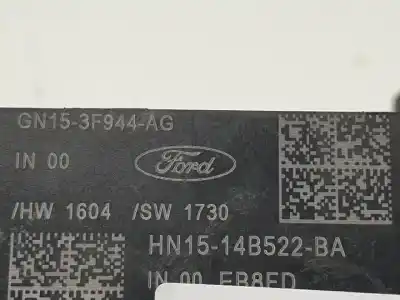 GN15-3F944-AG
IN 00
Ford
/HW 1604 /SW 1730
HN15-14B522-BA
IN 00 EB8ED